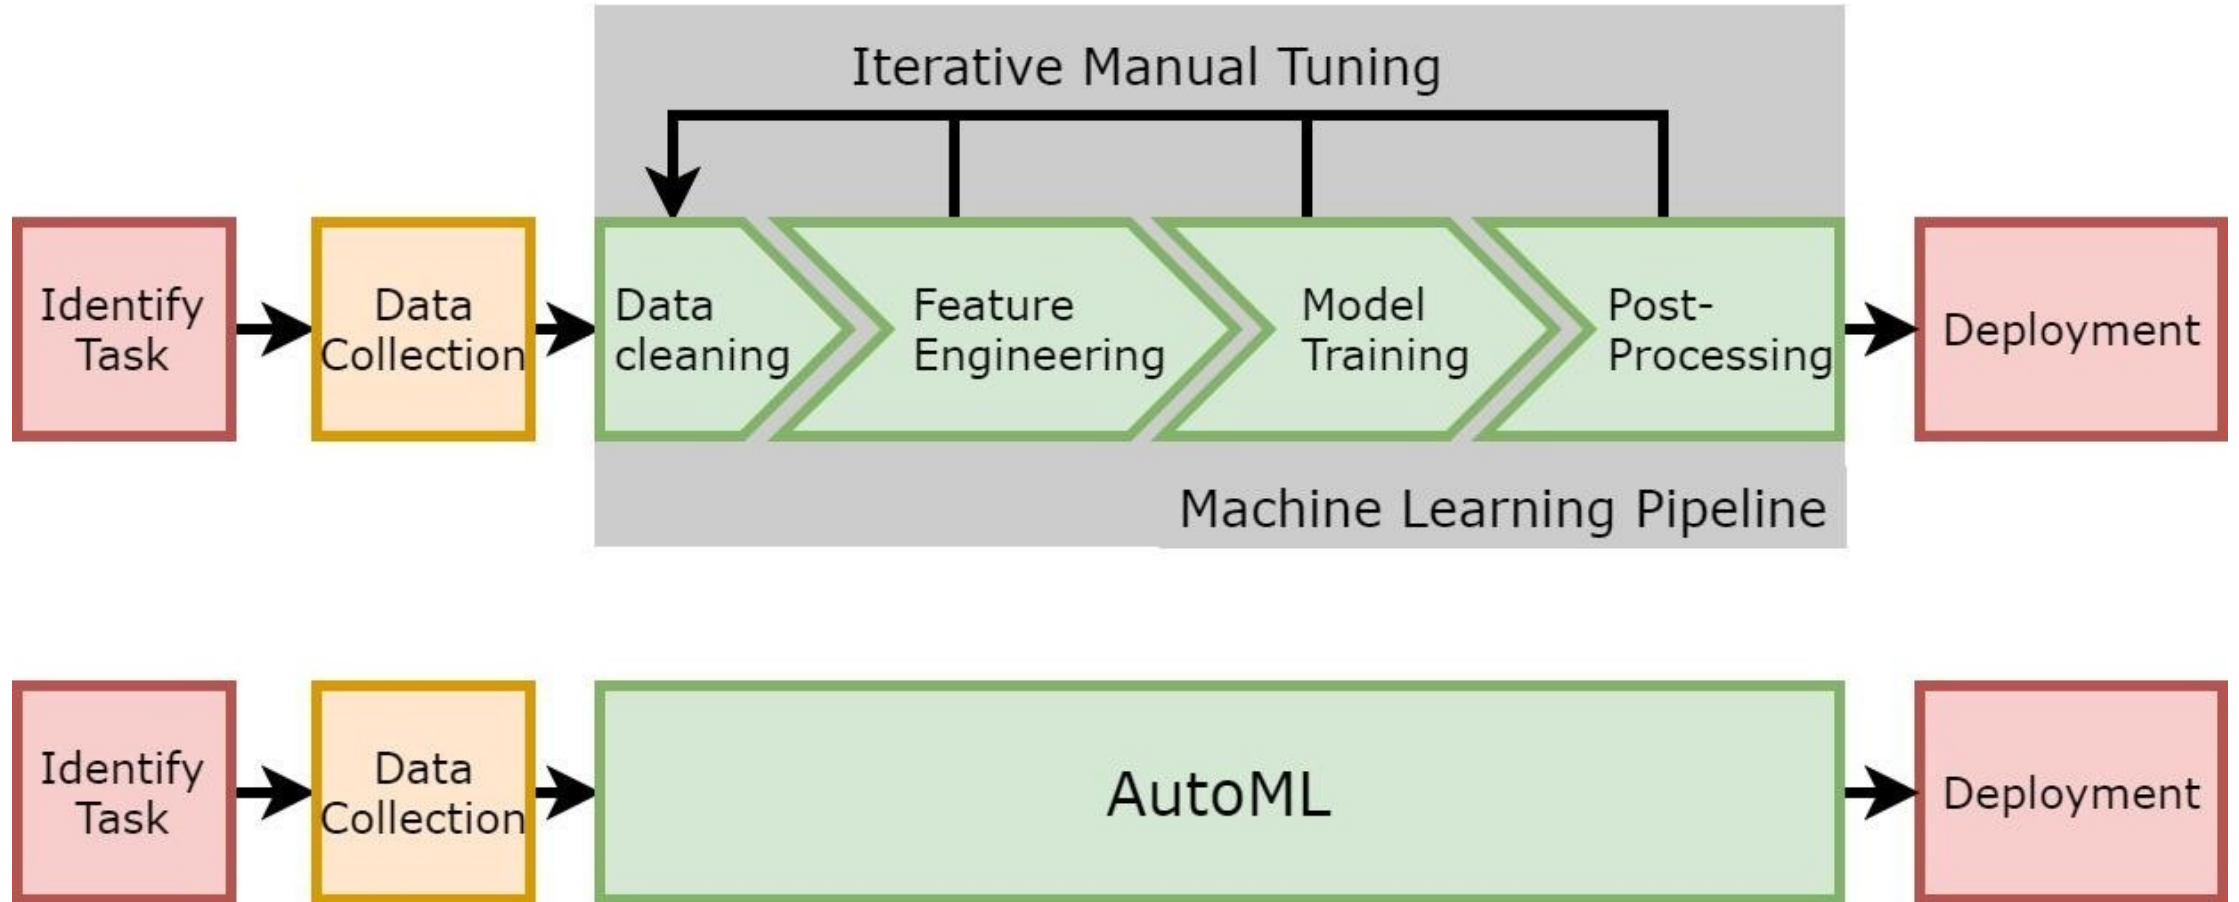 Iterative Manual Tuning
Identify
Task
Data
Collection
Data
cleaning
Feature
Engineering
Model
Training
Post-
Processing
Deployment
Machine Learning Pipeline
Identify
Task
Data
Collection
AutoML
Deployment